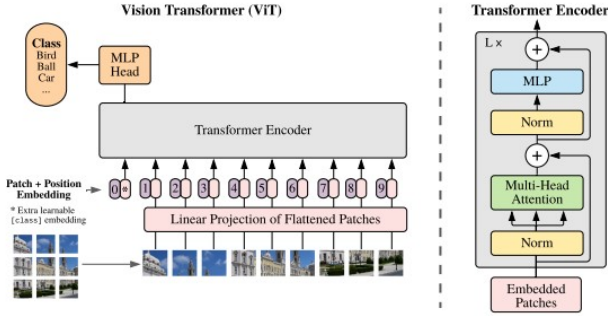 Vision Transformer (ViT)
Class
Bird
Ball
Car
...
MLP
Head
Transformer Encoder
Patch + Position
Embedding
0 * 1 2 3 4 5 6 7 8 9
* Extra learnable
[class] embedding
Linear Projection of Flattened Patches
Transformer Encoder
L ×
+
MLP
Norm
+
Multi-Head
Attention
Norm
Embedded
Patches